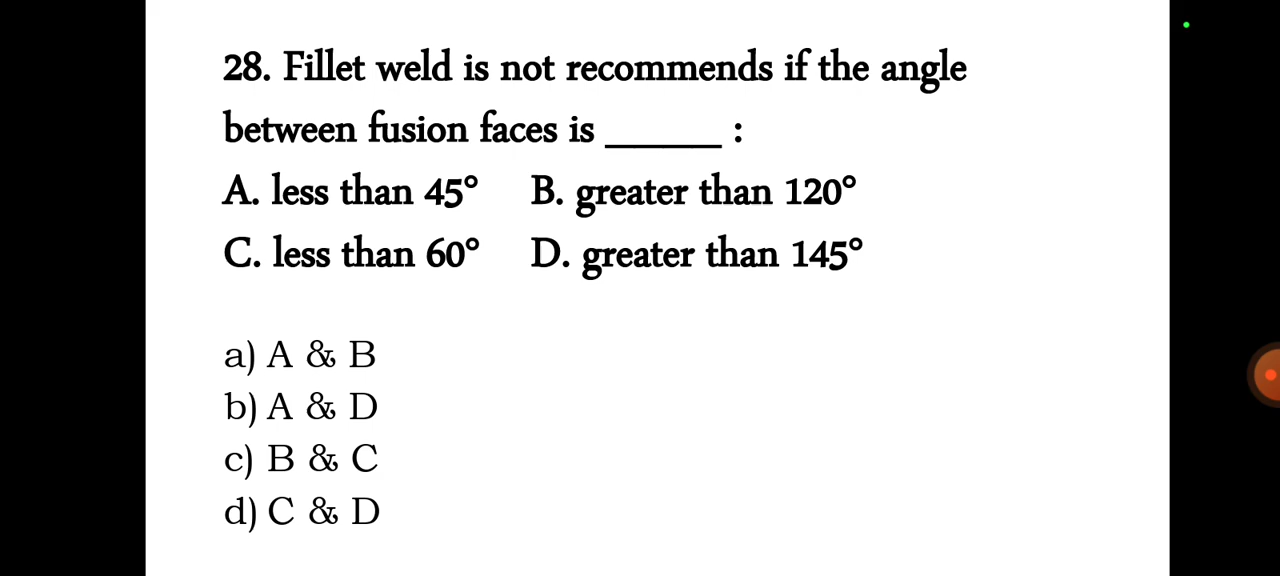 28. Fillet weld is not recommends if the angle
between fusion faces is ______ :
A. less than 45° B. greater than 120°
C. less than 60° D. greater than 145°
a) A & B
b) A & D
c) B & C
d) C & D